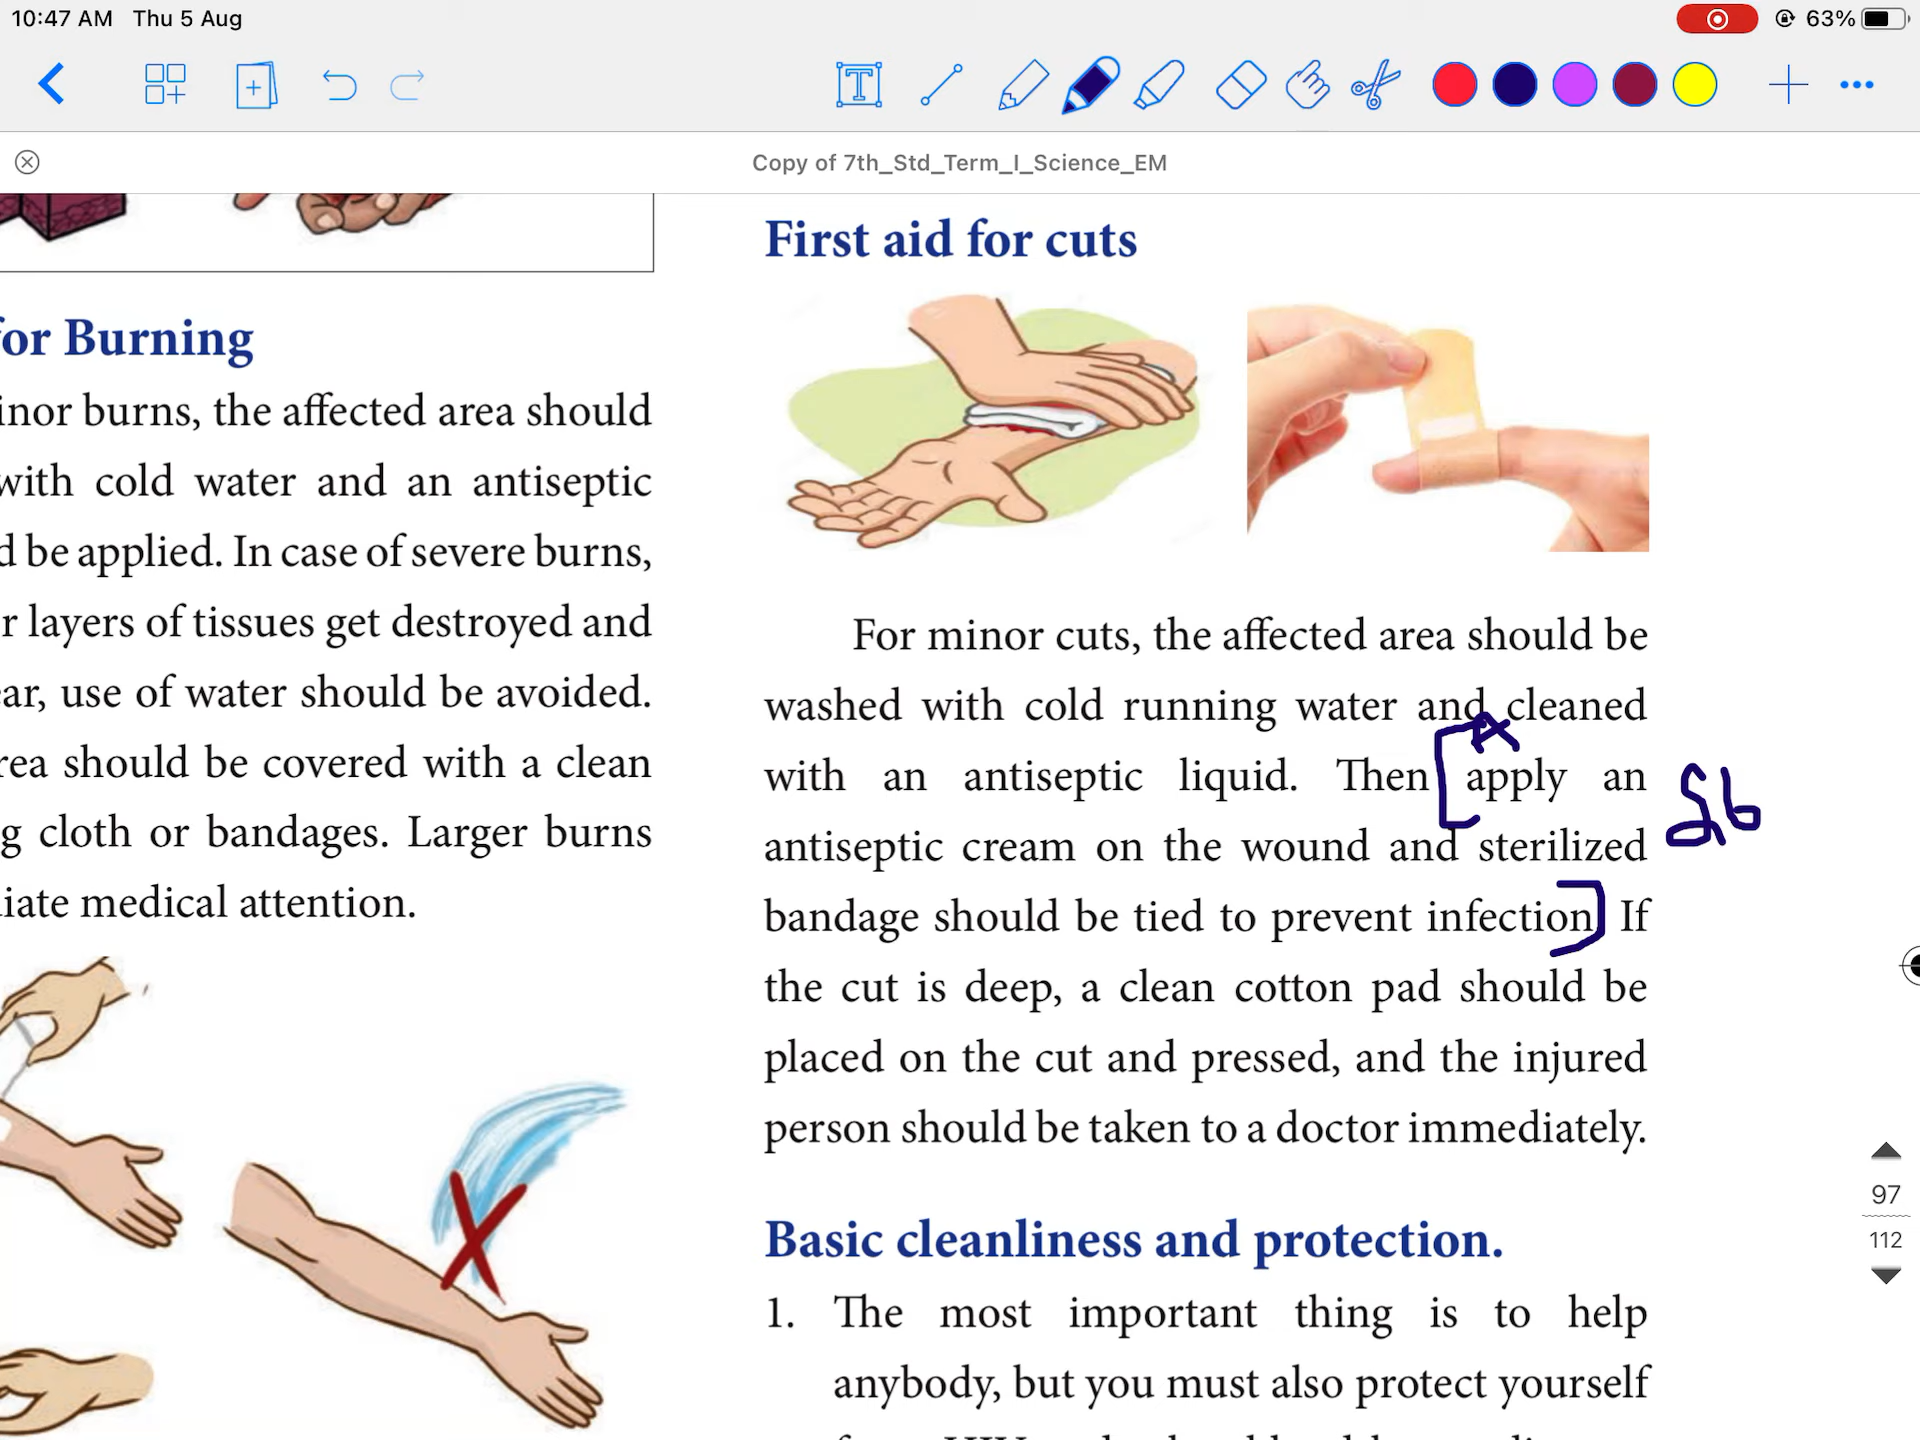 10:47 AM Thu 5 Aug
63%
Copy of 7th_Std_Term_I_Science_EM
for Burning
inor burns, the affected area should
with cold water and an antiseptic
d be applied. In case of severe burns,
r layers of tissues get destroyed and
ear, use of water should be avoided.
rea should be covered with a clean
g cloth or bandages. Larger burns
diate medical attention.
First aid for cuts
For minor cuts, the affected area should be
washed with cold running water and cleaned
with an antiseptic liquid. Then apply an
antiseptic cream on the wound and sterilized
bandage should be tied to prevent infection. If
the cut is deep, a clean cotton pad should be
placed on the cut and pressed, and the injured
person should be taken to a doctor immediately.
Basic cleanliness and protection.
1. The most important thing is to help
anybody, but you must also protect yourself
97
112